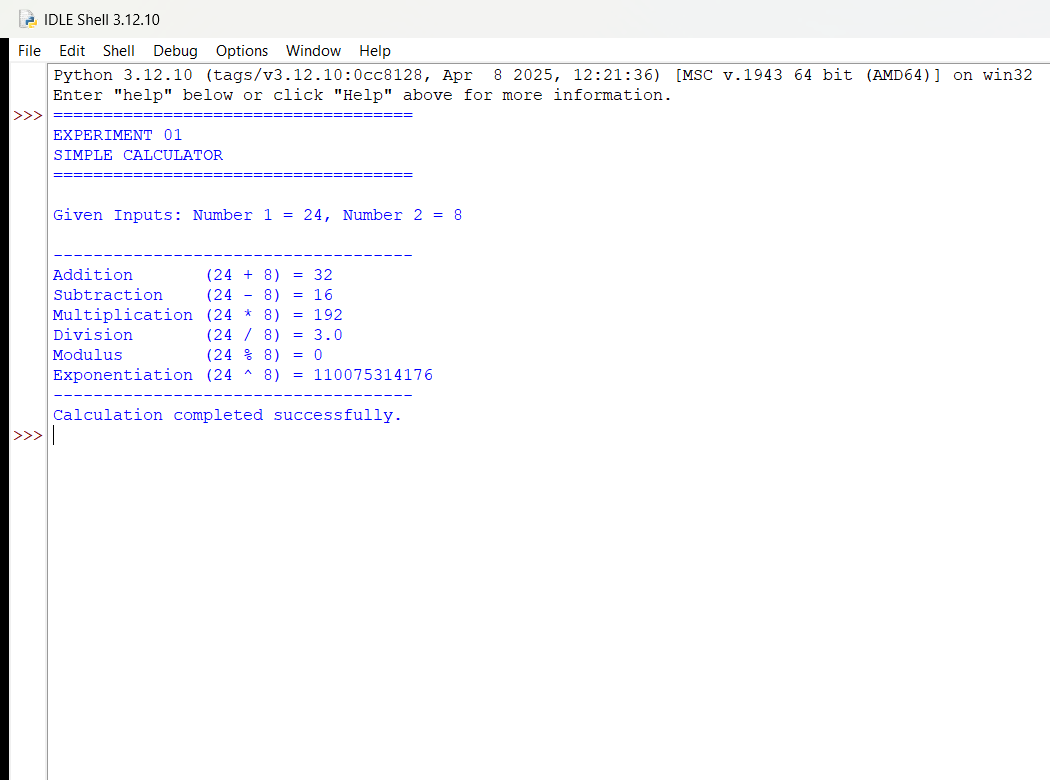 IDLE Shell 3.12.10
File Edit Shell Debug Options Window Help
Python 3.12.10 (tags/v3.12.10:0cc8128, Apr  8 2025, 12:21:36) [MSC v.1943 64 bit (AMD64)] on win32
Enter "help" below or click "Help" above for more information.
>>> ====================================
EXPERIMENT 01
SIMPLE CALCULATOR
====================================
Given Inputs: Number 1 = 24, Number 2 = 8
------------------------------------
Addition       (24 + 8) = 32
Subtraction    (24 - 8) = 16
Multiplication (24 * 8) = 192
Division       (24 / 8) = 3.0
Modulus        (24 % 8) = 0
Exponentiation (24 ^ 8) = 110075314176
------------------------------------
Calculation completed successfully.
>>>